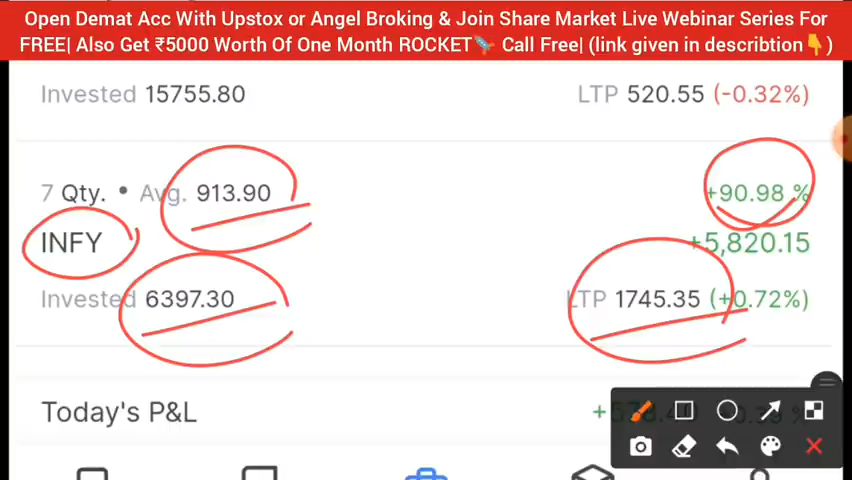 Open Demat Acc With Upstox or Angel Broking & Join Share Market Live Webinar Series For
FREE| Also Get ₹5000 Worth Of One Month ROCKET🚀 Call Free| (link given in describtion👇)
Invested 15755.80 LTP 520.55 (-0.32%)
7 Qty. • Avg. 913.90 +90.98 %
INFY +5,820.15
Invested 6397.30 LTP 1745.35 (+0.72%)
Today's P&L